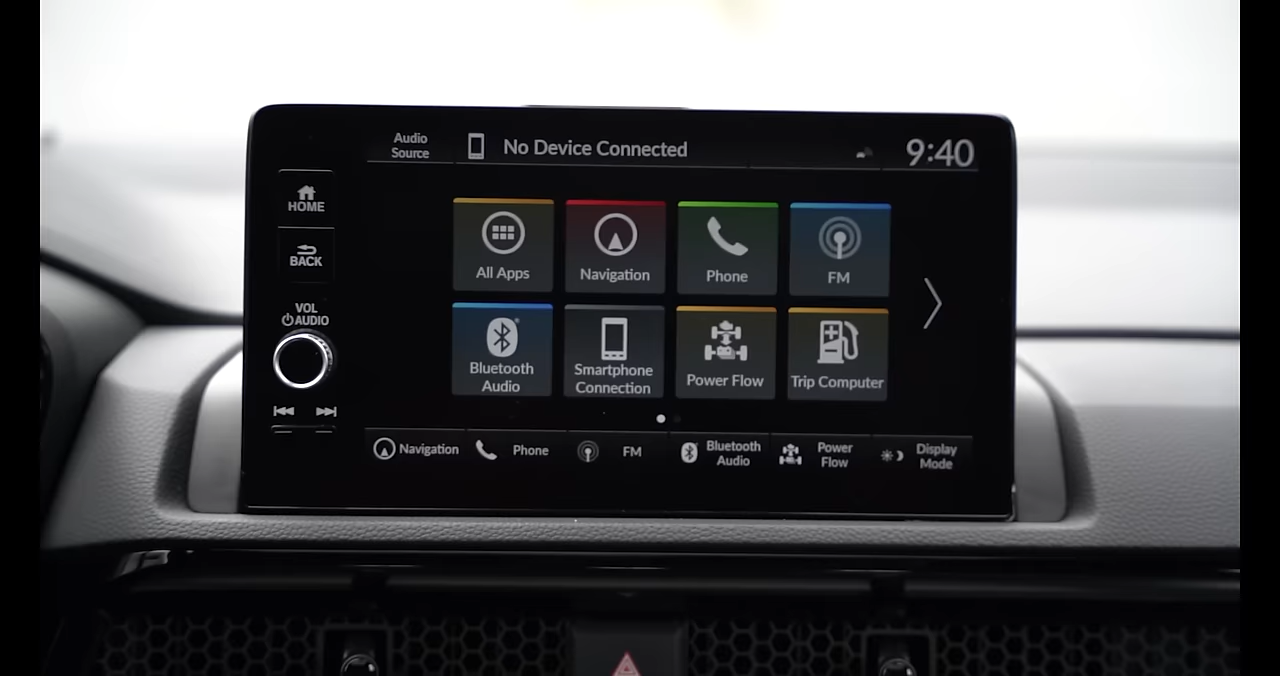 Audio
Source
No Device Connected
9:40
HOME
BACK
VOL
AUDIO
All Apps
Navigation
Phone
FM
Bluetooth
Audio
Smartphone
Connection
Power Flow
Trip Computer
Navigation
Phone
FM
Bluetooth
Audio
Power
Flow
Display
Mode